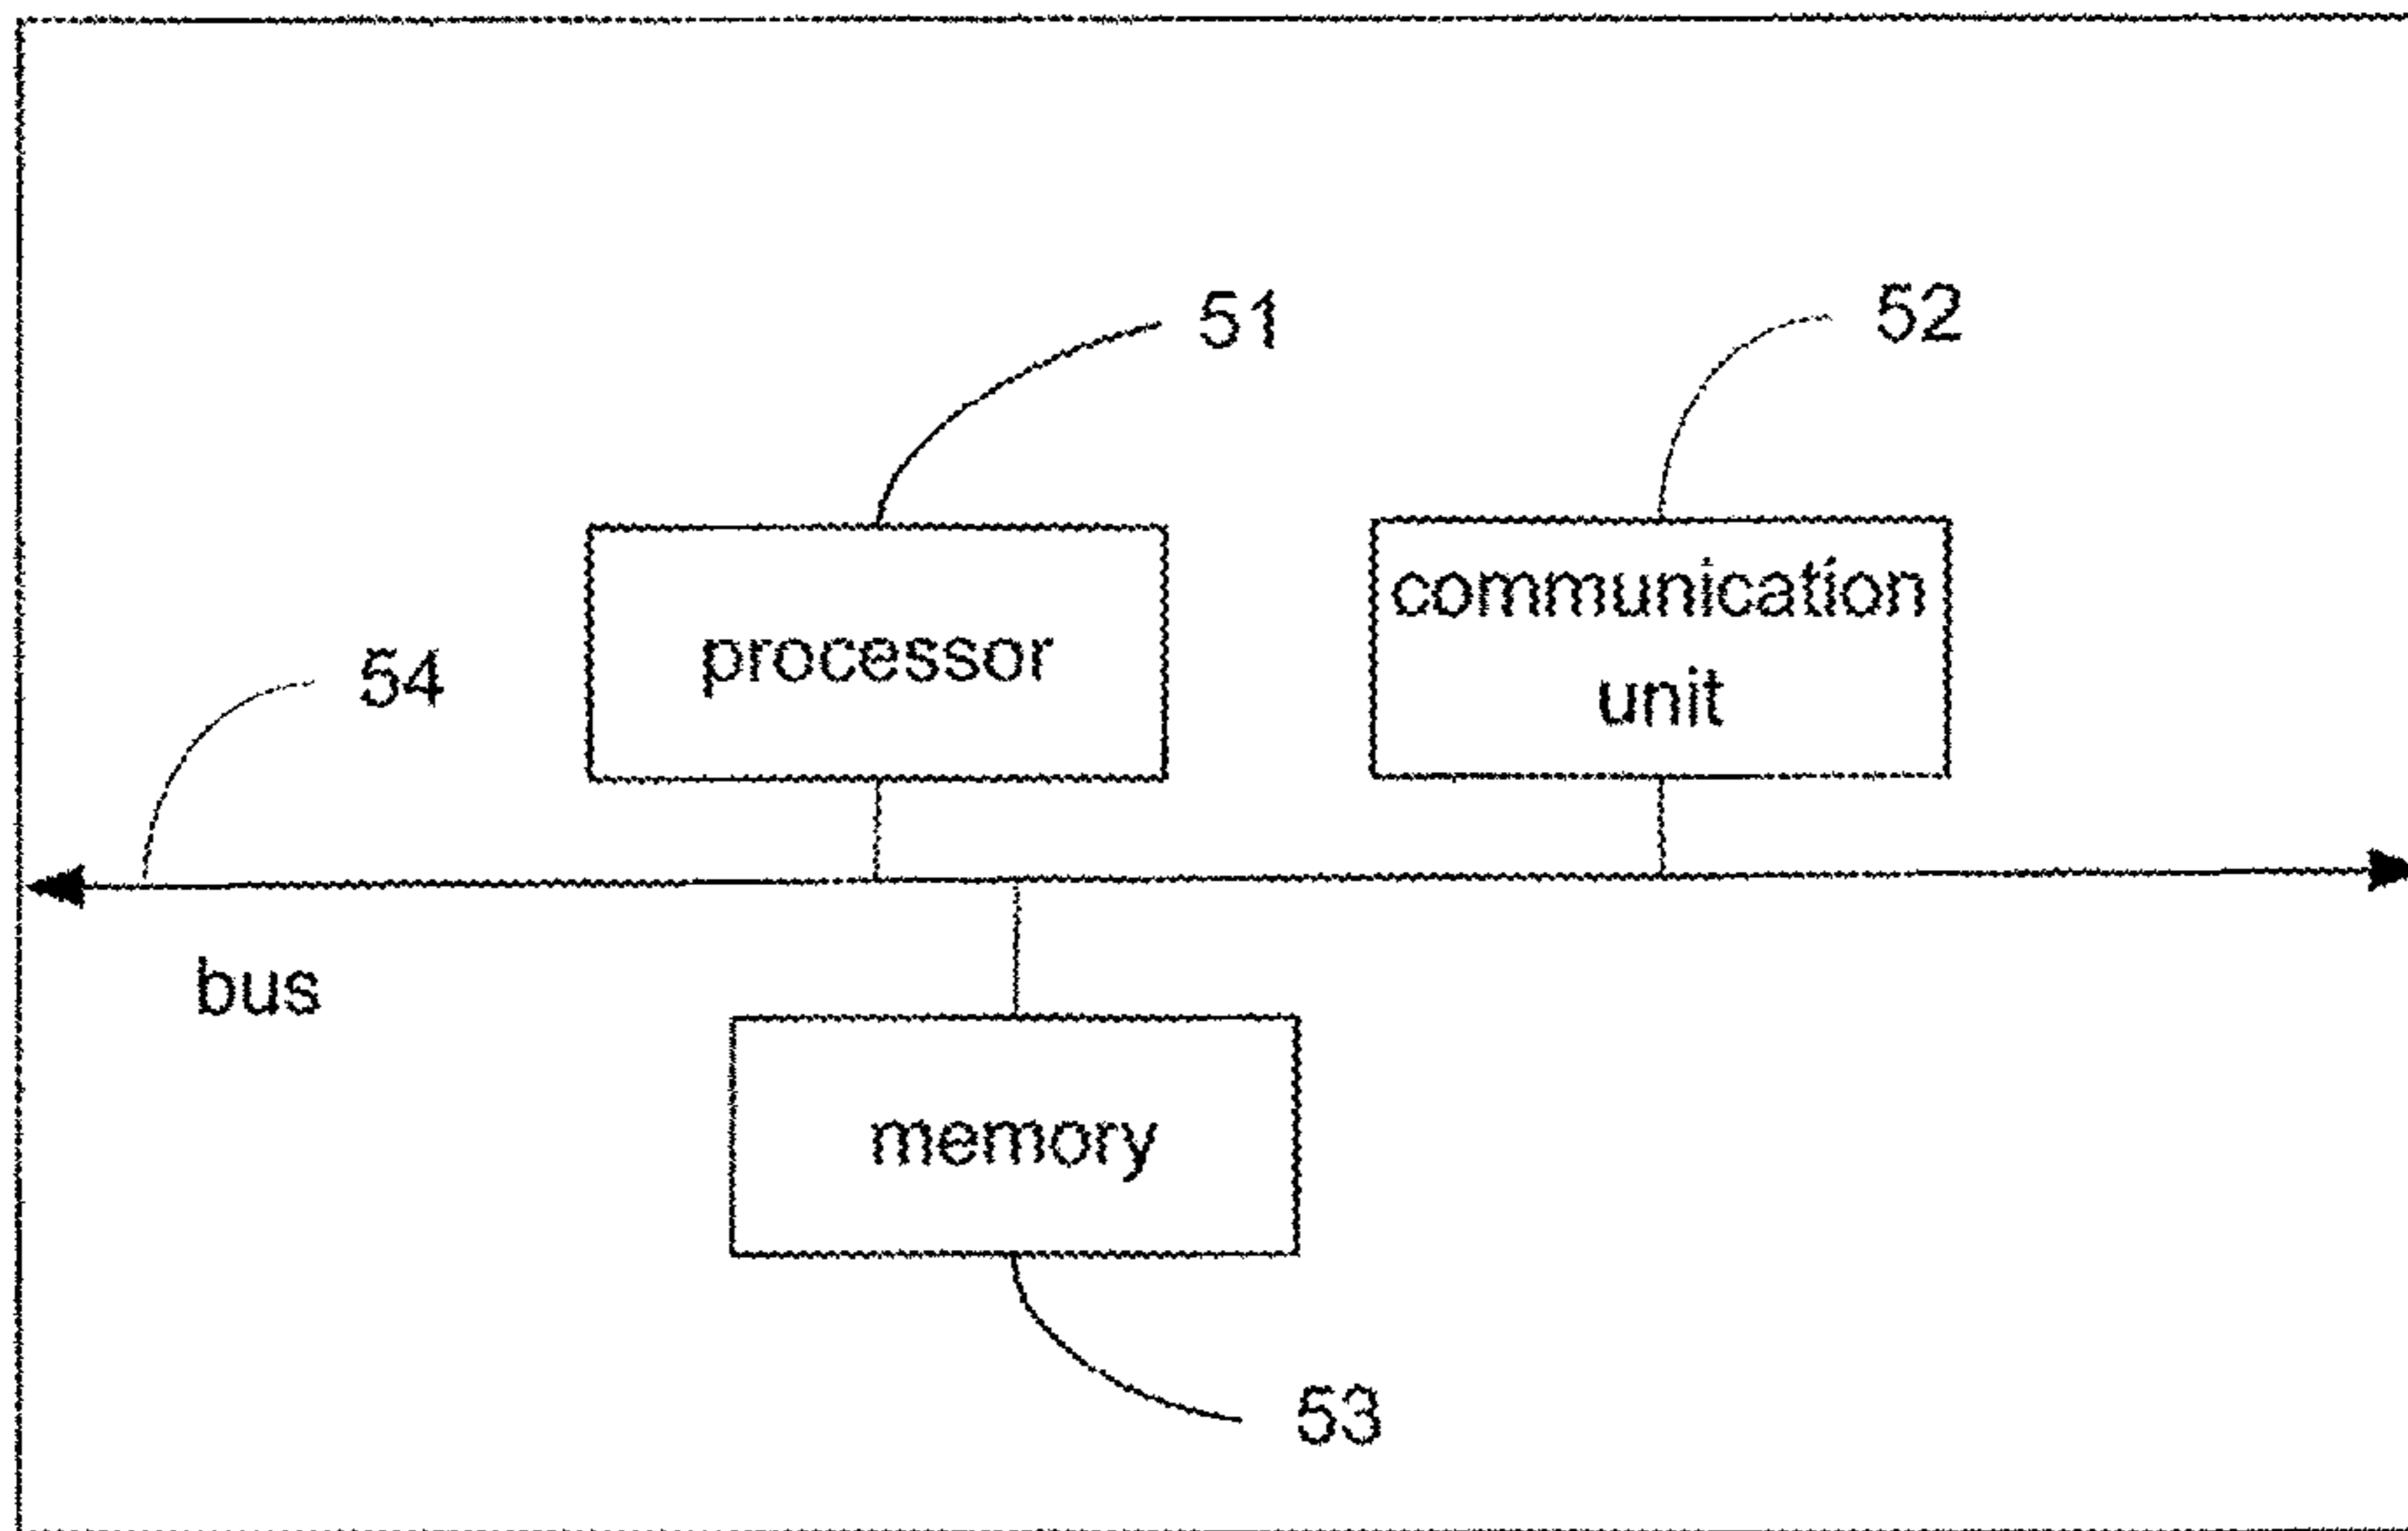 51
52
processor
communication
unit
54
bus
memory
53